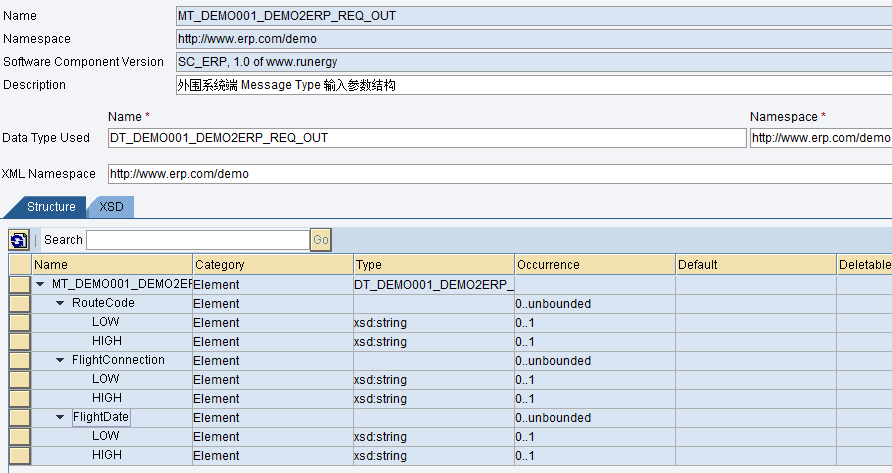 Name MT_DEMO001_DEMO2ERP_REQ_OUT
Namespace http://www.erp.com/demo
Software Component Version SC_ERP, 1.0 of www.runergy
Description 外围系统端 Message Type 输入参数结构
Name * Namespace *
Data Type Used DT_DEMO001_DEMO2ERP_REQ_OUT http://www.erp.com/demo
XML Namespace http://www.erp.com/demo
Structure XSD
Search Go
Name Category Type Occurrence Default Deletable
MT_DEMO001_DEMO2ER Element DT_DEMO001_DEMO2ERP_
RouteCode Element 0..unbounded
LOW Element xsd:string 0..1
HIGH Element xsd:string 0..1
FlightConnection Element 0..unbounded
LOW Element xsd:string 0..1
HIGH Element xsd:string 0..1
FlightDate Element 0..unbounded
LOW Element xsd:string 0..1
HIGH Element xsd:string 0..1